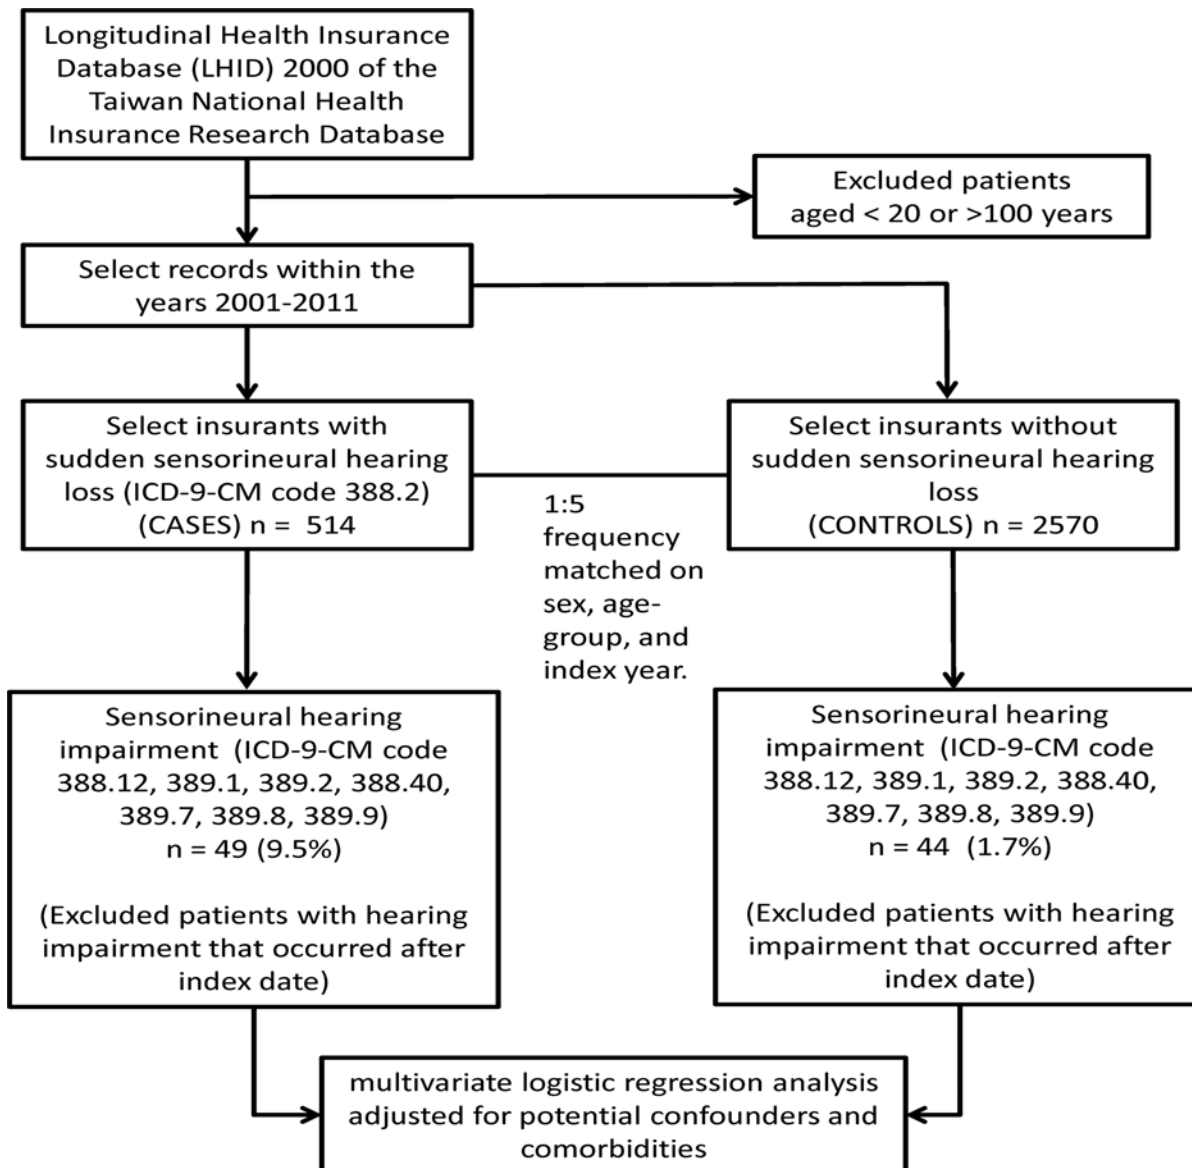 Longitudinal Health Insurance
Database (LHID) 2000 of the
Taiwan National Health
Insurance Research Database
Excluded patients
aged < 20 or >100 years
Select records within the
years 2001-2011
Select insurants with
sudden sensorineural hearing
loss (ICD-9-CM code 388.2)
(CASES) n =  514
Select insurants without
sudden sensorineural hearing
loss
(CONTROLS) n = 2570
1:5
frequency
matched on
sex, age-
group, and
index year.
Sensorineural hearing
impairment  (ICD-9-CM code
388.12, 389.1, 389.2, 388.40,
389.7, 389.8, 389.9)
n = 49 (9.5%)
(Excluded patients with hearing
impairment that occurred after
index date)
Sensorineural hearing
impairment  (ICD-9-CM code
388.12, 389.1, 389.2, 388.40,
389.7, 389.8, 389.9)
n = 44  (1.7%)
(Excluded patients with hearing
impairment that occurred after
index date)
multivariate logistic regression analysis
adjusted for potential confounders and
comorbidities